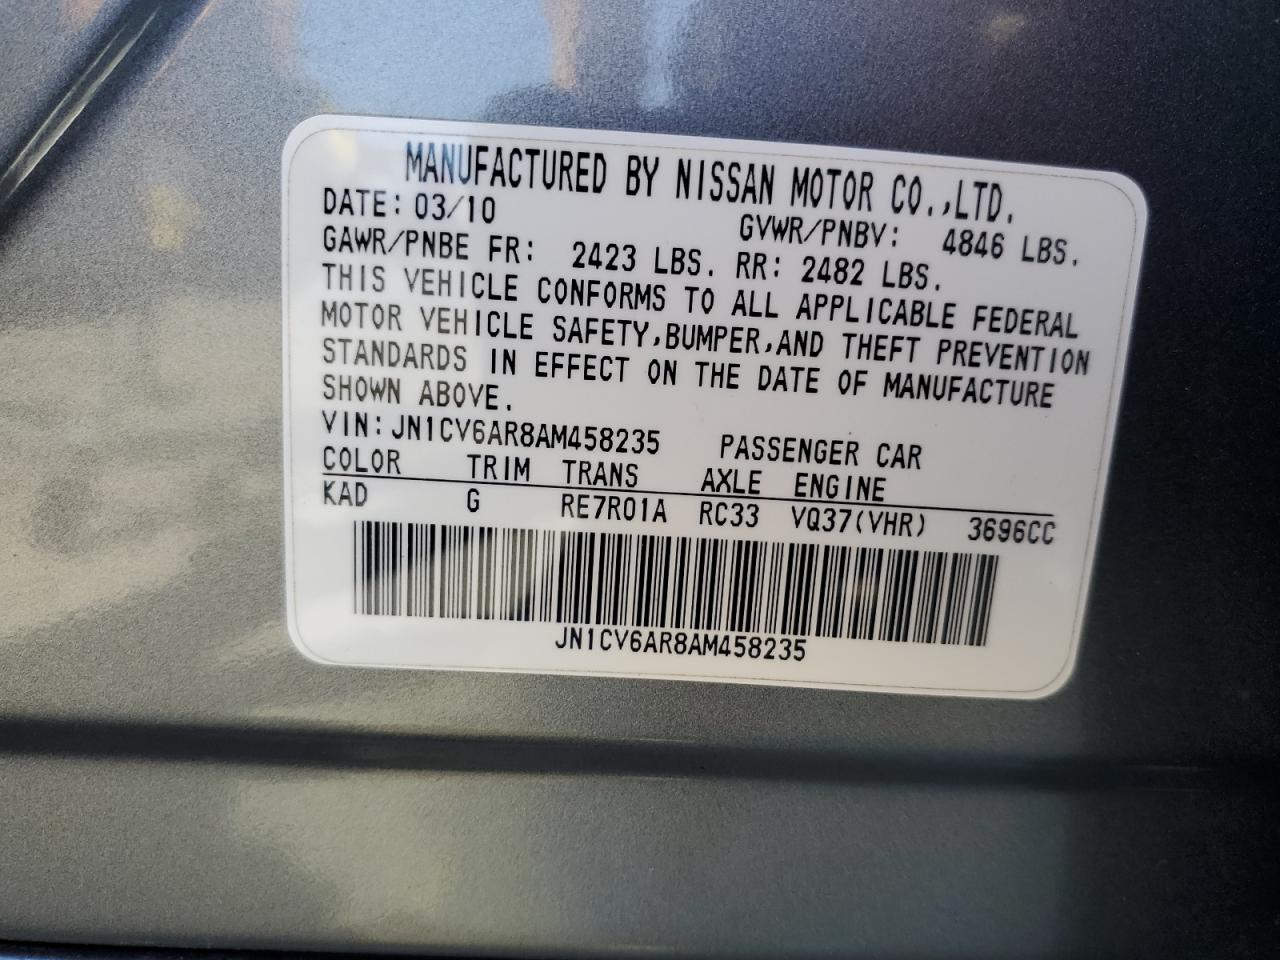 MANUFACTURED BY NISSAN MOTOR CO.,LTD.
DATE: 03/10 GVWR/PNBV: 4846 LBS.
GAWR/PNBE FR: 2423 LBS. RR: 2482 LBS.
THIS VEHICLE CONFORMS TO ALL APPLICABLE FEDERAL
MOTOR VEHICLE SAFETY,BUMPER,AND THEFT PREVENTION
STANDARDS IN EFFECT ON THE DATE OF MANUFACTURE
SHOWN ABOVE.
VIN: JN1CV6AR8AM458235 PASSENGER CAR
COLOR TRIM TRANS AXLE ENGINE
KAD G RE7R01A RC33 VQ37(VHR) 3696CC
JN1CV6AR8AM458235